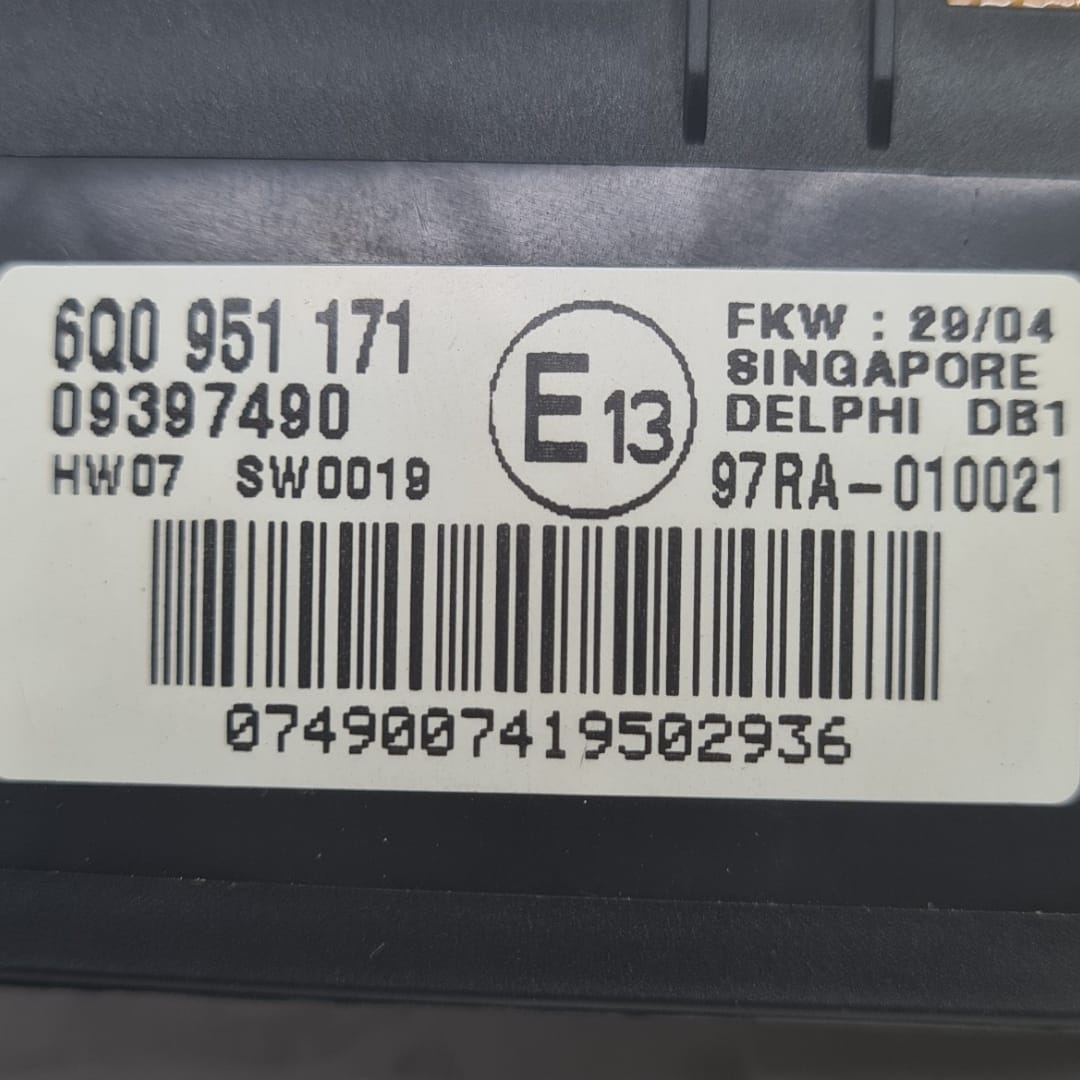 6Q0 951 171
09397490
HW07 SW0019
E13
FKW : 29/04
SINGAPORE
DELPHI DB1
97RA-010021
0749007419502936